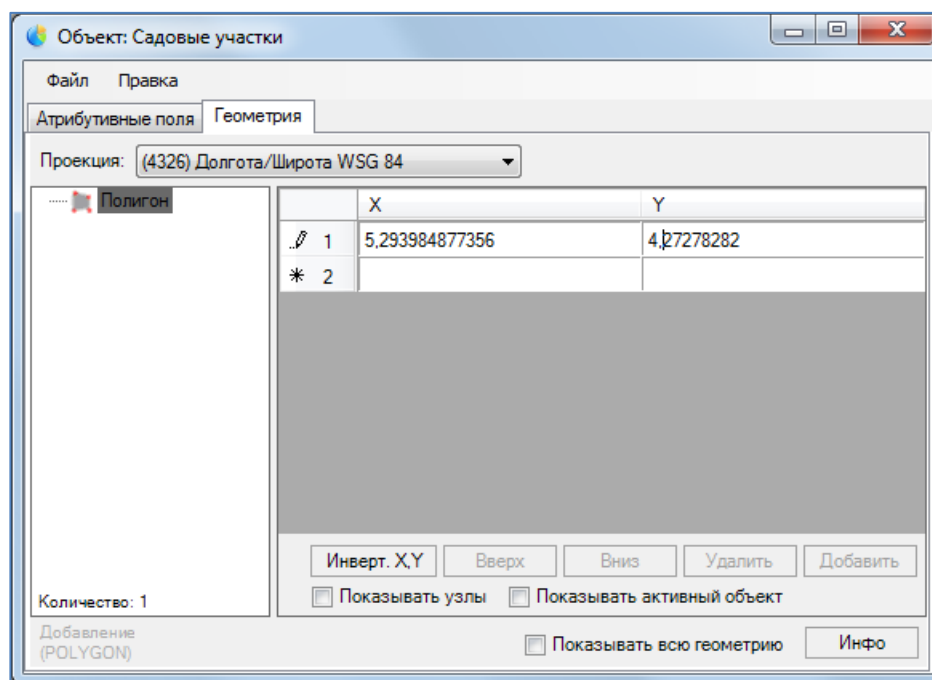 Объект: Садовые участки
Файл Правка
Атрибутивные поля Геометрия
Проекция: (4326) Долгота/Широта WSG 84
Полигон
X Y
1 5,293984877356 4,27278282
2
Инверт. X,Y Вверх Вниз Удалить Добавить
Показывать узлы Показывать активный объект
Количество: 1
Добавление
(POLYGON)
Показывать всю геометрию Инфо